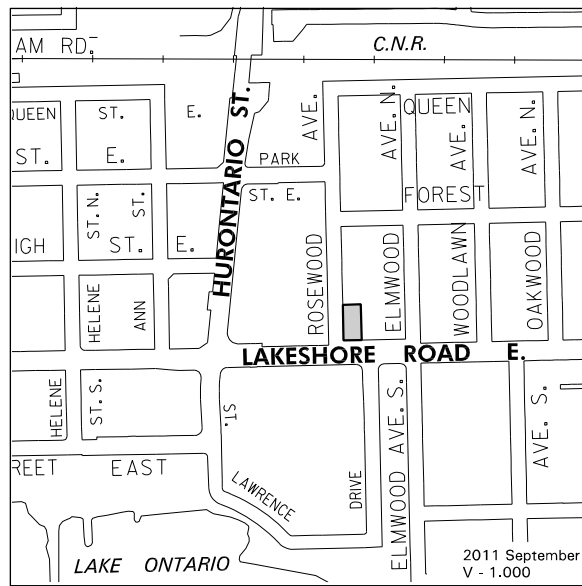 AM RD.
C.N.R.
QUEEN ST. E.
QUEEN
ST. E.
PARK
ST. E.
FOREST
IGH ST. E.
HURONTARIO ST.
ST. N.
ST.
HELENE
ANN
ROSEWOOD AVE.
ELMWOOD AVE. N.
WOODLAWN AVE.
OAKWOOD AVE. N.
LAKESHORE ROAD E.
HELENE ST. S.
ST.
REET EAST
LAWRENCE
DRIVE
ELMWOOD AVE. S.
AVE. S.
LAKE ONTARIO
2011 September
V - 1.000